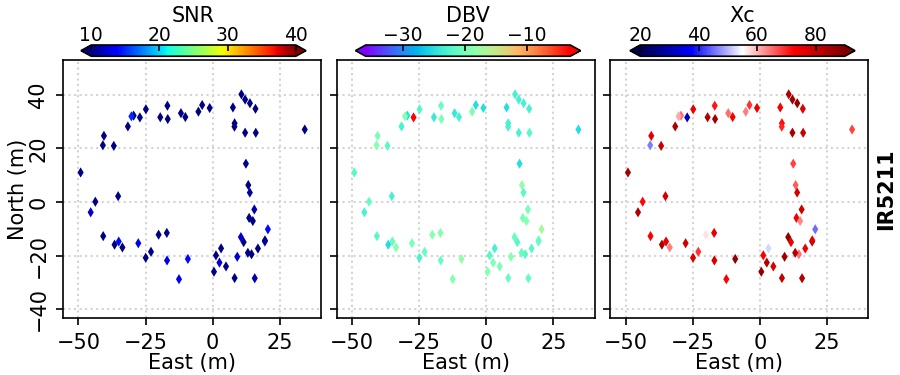 SNR DBV Xc
10 20 30 40 −30 −20 −10 20 40 60 80
40
20
0
−20
−40
North (m)
−50 −25 0 25 −50 −25 0 25 −50 −25 0 25
East (m) East (m) East (m)
IR5211